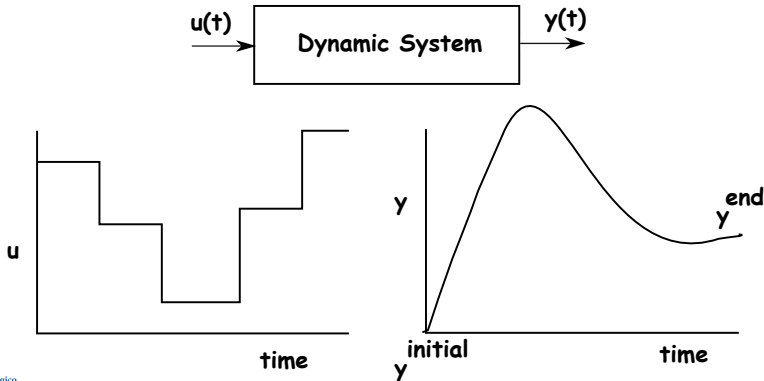 u(t)
Dynamic System
y(t)
u
time
y
y^end
y^initial
time